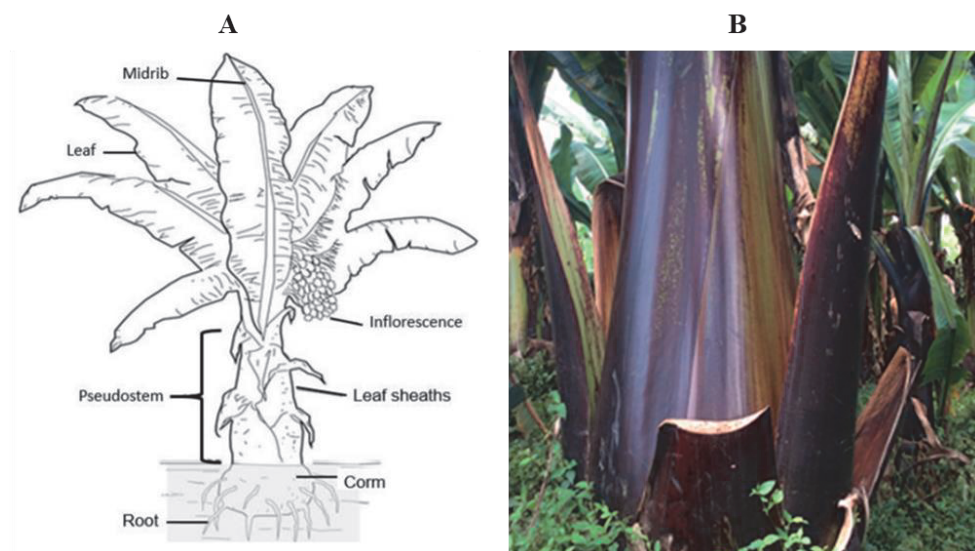 A
B
Midrib
Leaf
Inflorescence
Pseudostem
Leaf sheaths
Corm
Root